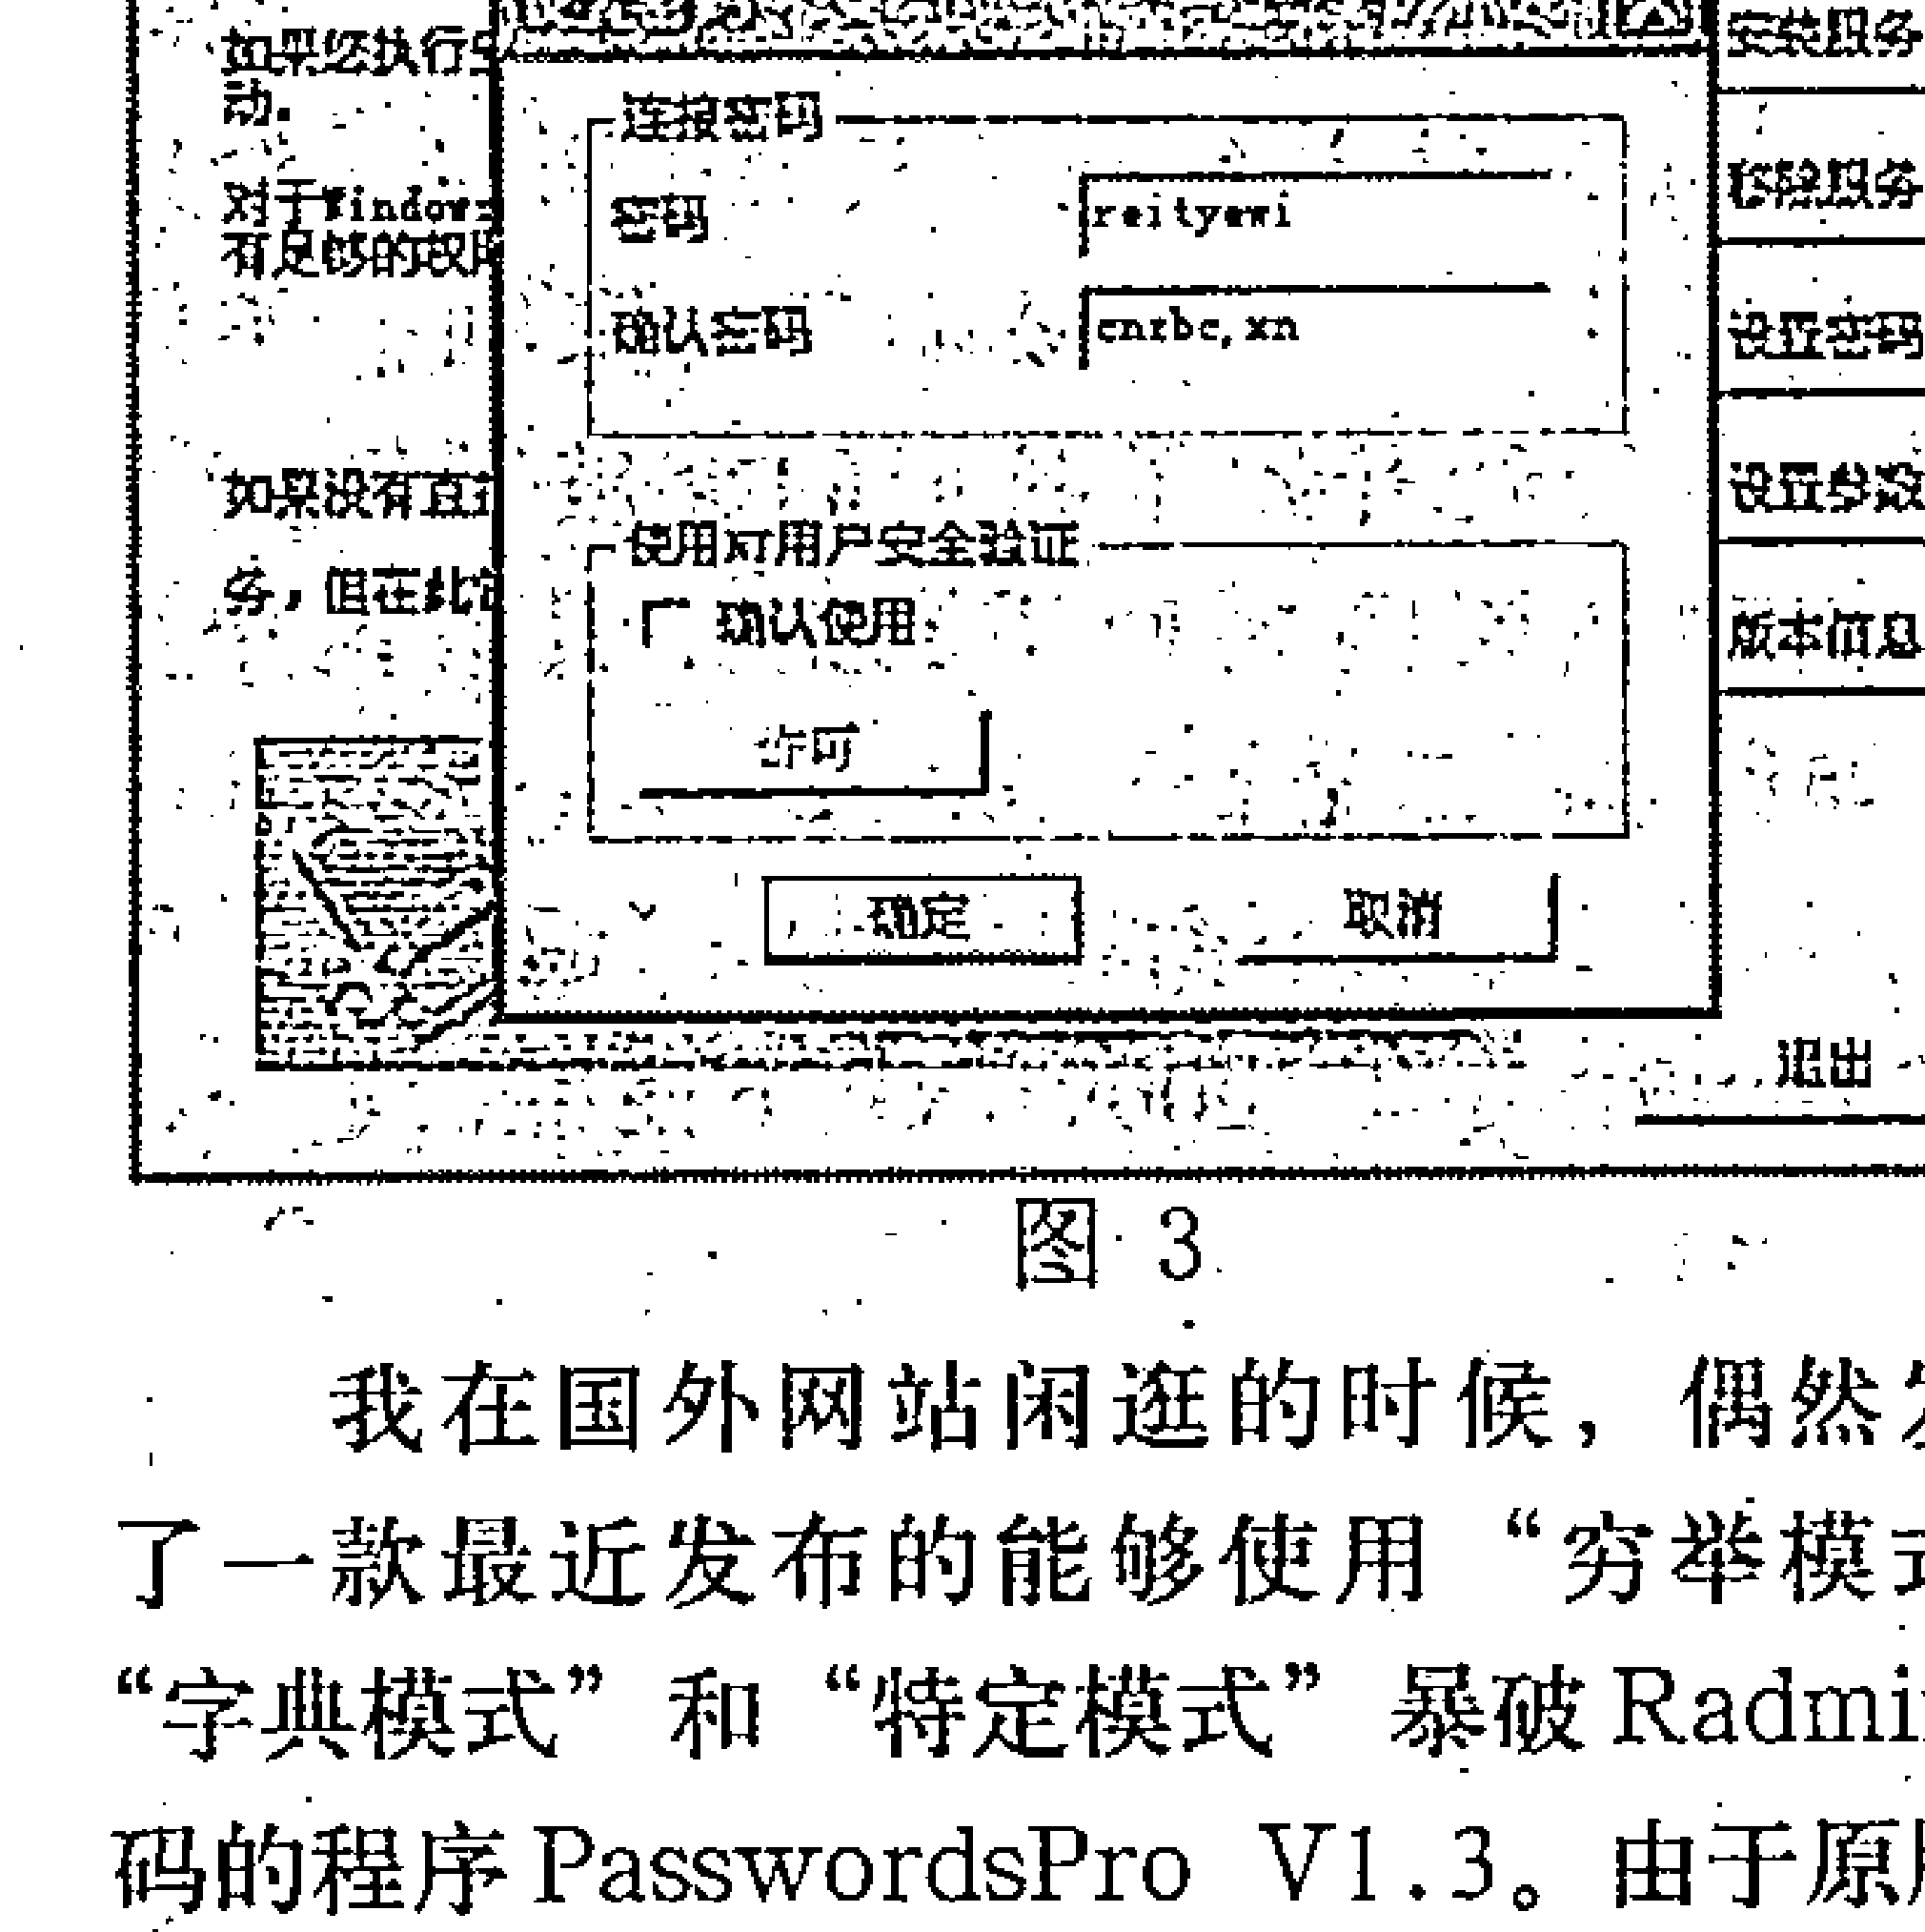 如果您执行安
动.
对于Windows
有足够的权限
如果没有直
务,但在此
连接密码
密码
确认密码
使用对用户安全验证
确认使用
许可
确定
取消
安装服务
移除服务
设置密码
设置参数
版本信息
退出
图 3
我在国外网站闲逛的时候，偶然发
了一款最近发布的能够使用“穷举模式
“字典模式”和“特定模式”暴破Radmin
码的程序PasswordsPro V1.3。由于原版